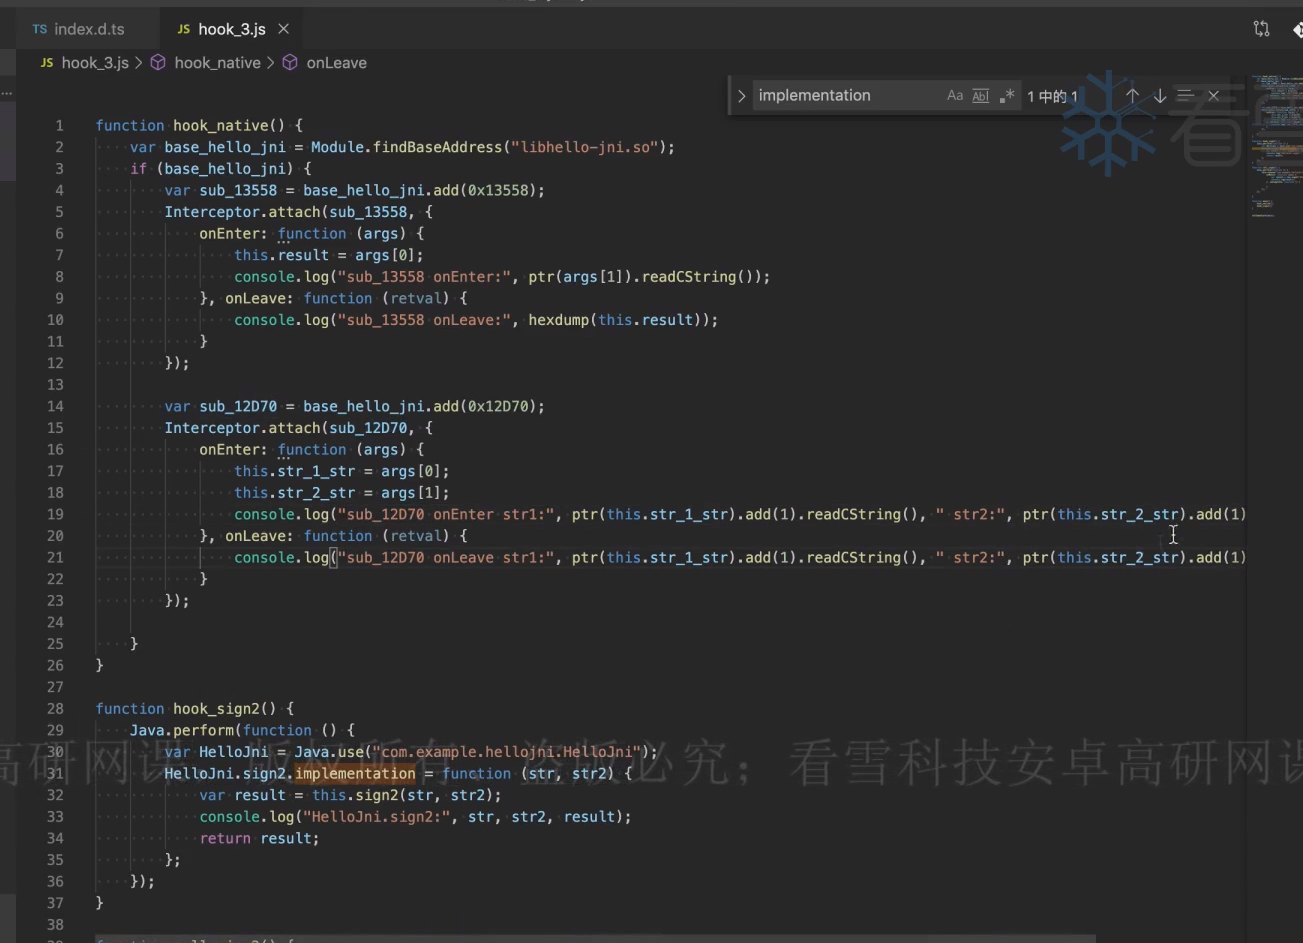 TS index.d.ts
JS hook_3.js
JS hook_3.js > hook_native > onLeave
implementation Aa Abl .* 1 中的 1
看雪
1 function hook_native() {
2 var base_hello_jni = Module.findBaseAddress("libhello-jni.so");
3 if (base_hello_jni) {
4 var sub_13558 = base_hello_jni.add(0x13558);
5 Interceptor.attach(sub_13558, {
6 onEnter: function (args) {
7 this.result = args[0];
8 console.log("sub_13558 onEnter:", ptr(args[1]).readCString());
9 }, onLeave: function (retval) {
10 console.log("sub_13558 onLeave:", hexdump(this.result));
11 }
12 });
13
14 var sub_12D70 = base_hello_jni.add(0x12D70);
15 Interceptor.attach(sub_12D70, {
16 onEnter: function (args) {
17 this.str_1_str = args[0];
18 this.str_2_str = args[1];
19 console.log("sub_12D70 onEnter str1:", ptr(this.str_1_str).add(1).readCString(), " str2:", ptr(this.str_2_str).add(1)
20 }, onLeave: function (retval) {
21 console.log("sub_12D70 onLeave str1:", ptr(this.str_1_str).add(1).readCString(), " str2:", ptr(this.str_2_str).add(1)
22 }
23 });
24
25 }
26 }
27
28 function hook_sign2() {
29 Java.perform(function () {
30 var HelloJni = Java.use("com.example.hellojni.HelloJni");
高研网课 版权所有 盗版必究；看雪科技安卓高研网课
31 HelloJni.sign2.implementation = function (str, str2) {
32 var result = this.sign2(str, str2);
33 console.log("HelloJni.sign2:", str, str2, result);
34 return result;
35 };
36 });
37 }
38